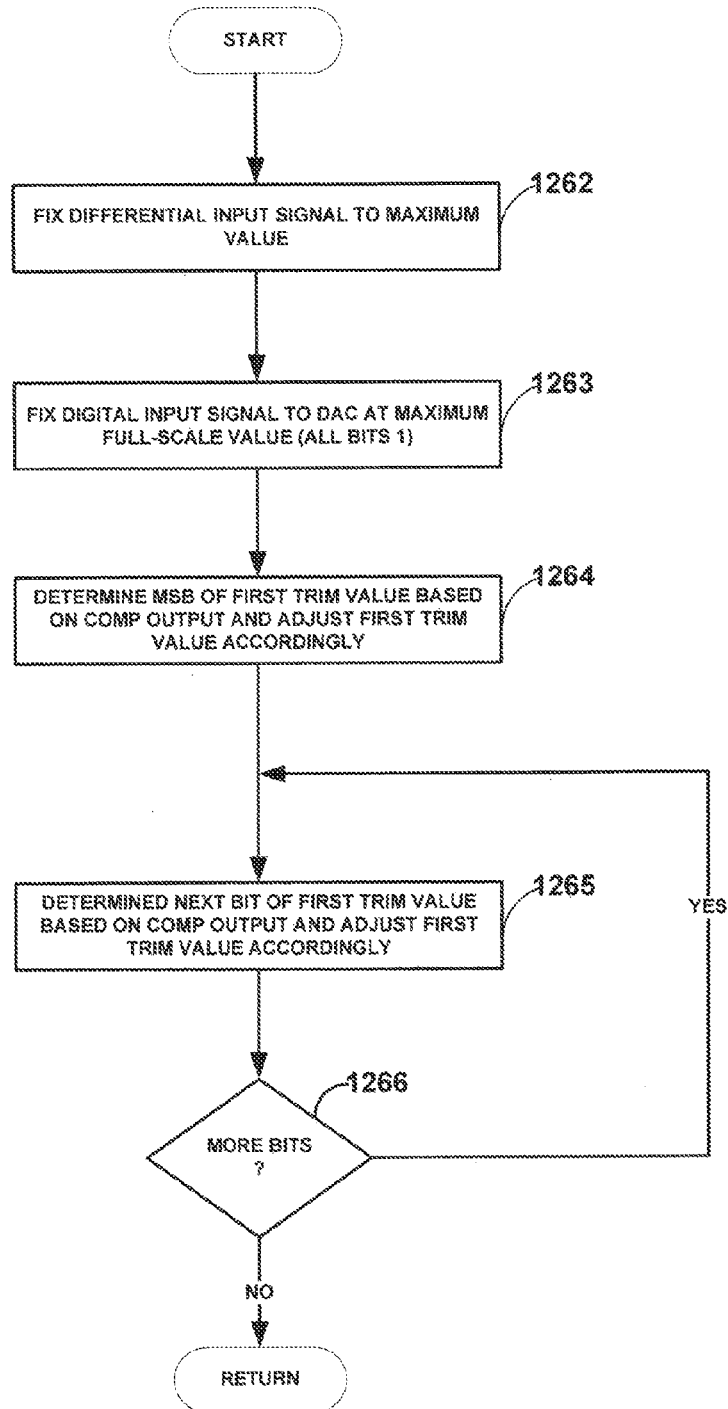 START
1262
FIX DIFFERENTIAL INPUT SIGNAL TO MAXIMUM
VALUE
1263
FIX DIGITAL INPUT SIGNAL TO DAC AT MAXIMUM
FULL-SCALE VALUE (ALL BITS 1)
1264
DETERMINE MSB OF FIRST TRIM VALUE BASED
ON COMP OUTPUT AND ADJUST FIRST TRIM
VALUE ACCORDINGLY
1265
DETERMINED NEXT BIT OF FIRST TRIM VALUE
BASED ON COMP OUTPUT AND ADJUST FIRST
TRIM VALUE ACCORDINGLY
YES
1266
MORE BITS
?
NO
RETURN